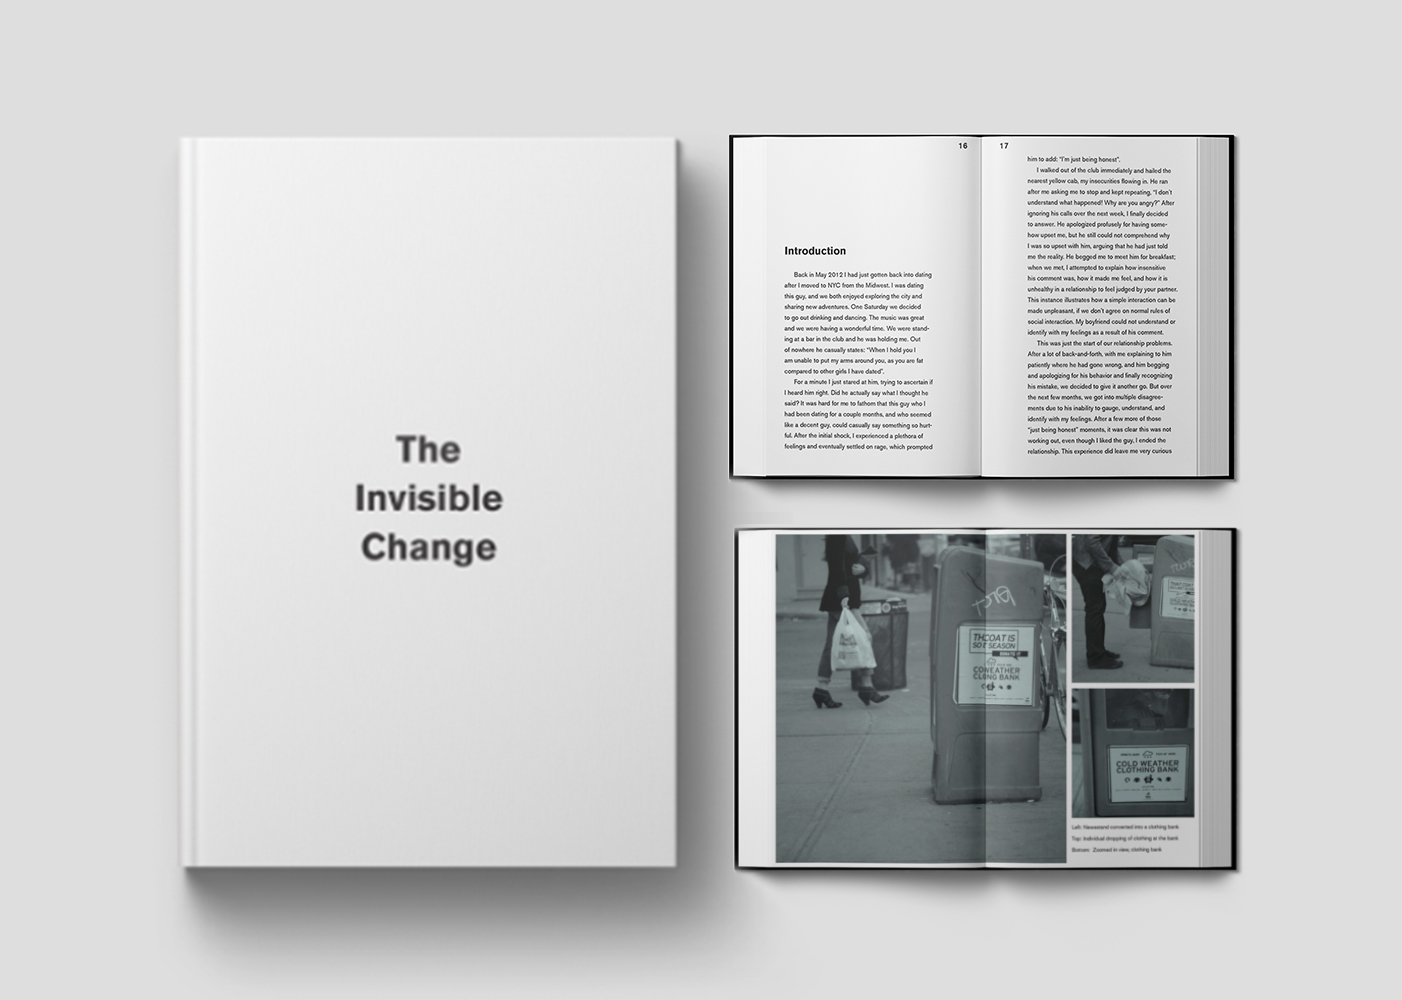 The
Invisible
Change
16
Introduction
Back in May 2012 I had just gotten back into dating
after I moved to NYC from the Midwest. I was dating
this guy, and we both enjoyed exploring the city and
sharing new adventures. One Saturday we decided
to go out drinking and dancing. The music was great
and we were having a wonderful time. We were stand-
ing at a bar in the club and he was holding me. Out
of nowhere he casually states: “When I hold you I
am unable to put my arms around you, as you are fat
compared to other girls I have dated”.
For a minute I just stared at him, trying to ascertain if
I heard him right. Did he actually say what I thought he
said? It was hard for me to fathom that this guy who I
had been dating for a couple months, and who seemed
like a decent guy, could casually say something so hurt-
ful. After the initial shock, I experienced a plethora of
feelings and eventually settled on rage, which prompted
17
him to add: “I’m just being honest”.
I walked out of the club immediately and hailed the
nearest yellow cab, my insecurities flowing in. He ran
after me asking me to stop and kept repeating, “I don’t
understand what happened! Why are you angry?” After
ignoring his calls over the next week, I finally decided
to answer. He apologized profusely for having some-
how upset me, but he still could not comprehend why
I was so upset with him, arguing that he had just told
me the reality. He begged me to meet him for breakfast;
when we met, I attempted to explain how insensitive
his comment was, how it made me feel, and how it is
unhealthy in a relationship to feel judged by your partner.
This instance illustrates how a simple interaction can be
made unpleasant, if we don’t agree on normal rules of
social interaction. My boyfriend could not understand or
identify with my feelings as a result of his comment.
This was just the start of our relationship problems.
After a lot of back-and-forth, with me explaining to him
patiently where he had gone wrong, and him begging
and apologizing for his behavior and finally recognizing
his mistake, we decided to give it another go. But over
the next few months, we got into multiple disagree-
ments due to his inability to gauge, understand, and
identify with my feelings. After a few more of those
“just being honest” moments, it was clear this was not
working out, even though I liked the guy, I ended the
relationship. This experience did leave me very curious
THCOAT IS
SO E SEASON
DONATE IT
COWEATHER
CLONG BANK
COLD WEATHER
CLOTHING BANK
Left: Newsstand converted into a clothing bank
Top: Individual dropping of clothing at the bank
Bottom: Zoomed in view, clothing bank